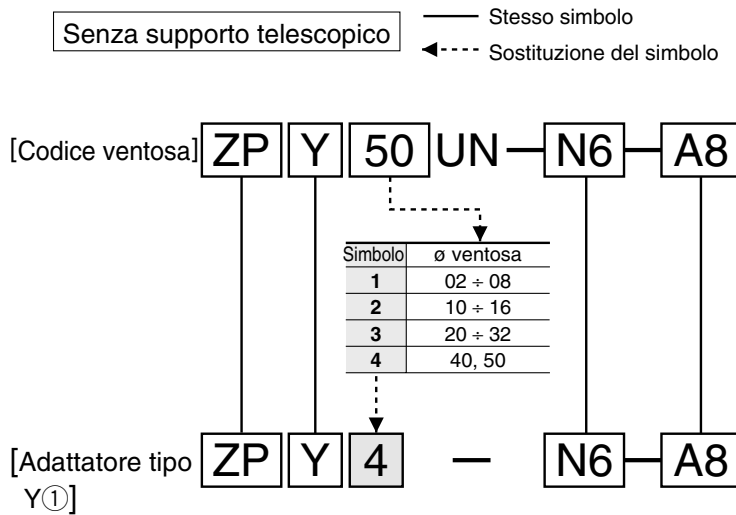 Senza supporto telescopico
Stesso simbolo
Sostituzione del simbolo
[Codice ventosa] ZP Y 50 UN — N6 — A8
Simbolo ø ventosa
1 02 ÷ 08
2 10 ÷ 16
3 20 ÷ 32
4 40, 50
[Adattatore tipo ZP Y 4 — N6 — A8
Y①]